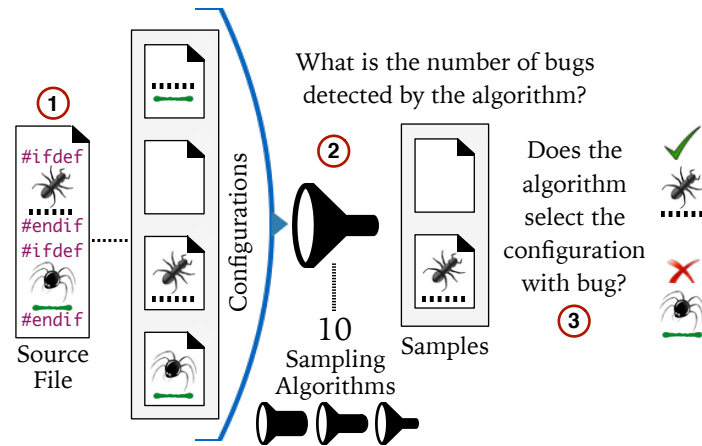 1
#ifdef
#endif
#ifdef
#endif
Source
File
Configurations
What is the number of bugs
detected by the algorithm?
2
10
Sampling
Algorithms
Samples
Does the
algorithm
select the
configuration
with bug?
3